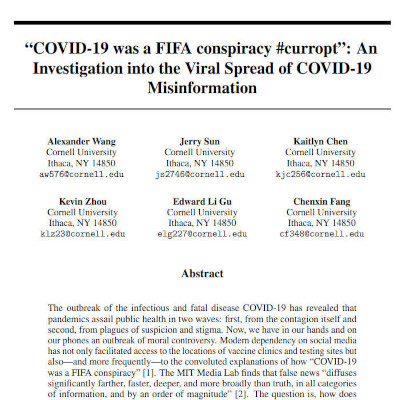 “COVID-19 was a FIFA conspiracy #curropt”: An
Investigation into the Viral Spread of COVID-19
Misinformation
Alexander Wang
Cornell University
Ithaca, NY 14850
aw576@cornell.edu
Jerry Sun
Cornell University
Ithaca, NY 14850
js2746@cornell.edu
Kaitlyn Chen
Cornell University
Ithaca, NY 14850
kjc256@cornell.edu
Kevin Zhou
Cornell University
Ithaca, NY 14850
klz23@cornell.edu
Edward Li Gu
Cornell University
Ithaca, NY 14850
elg227@cornell.edu
Chenxin Fang
Cornell University
Ithaca, NY 14850
cf348@cornell.edu
Abstract
The outbreak of the infectious and fatal disease COVID-19 has revealed that
pandemics assail public health in two waves: first, from the contagion itself and
second, from plagues of suspicion and stigma. Now, we have in our hands and on
our phones an outbreak of moral controversy. Modern dependency on social media
has not only facilitated access to the locations of vaccine clinics and testing sites but
also—and more frequently—to the convoluted explanations of how “COVID-19
was a FIFA conspiracy” [1]. The MIT Media Lab finds that false news “diffuses
significantly farther, faster, deeper, and more broadly than truth, in all categories
of information, and by an order of magnitude” [2]. The question is, how does